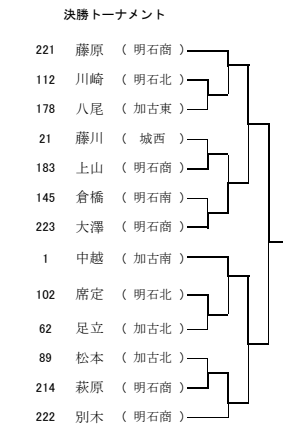 決勝トーナメント
221 藤原 ( 明石商 )
112 川崎 ( 明石北 )
178 八尾 ( 加古東 )
21 藤川 ( 城西 )
183 上山 ( 明石商 )
145 倉橋 ( 明石南 )
223 大澤 ( 明石商 )
1 中越 ( 加古南 )
102 席定 ( 明石北 )
62 足立 ( 加古北 )
89 松本 ( 加古北 )
214 萩原 ( 明石商 )
222 別木 ( 明石商 )